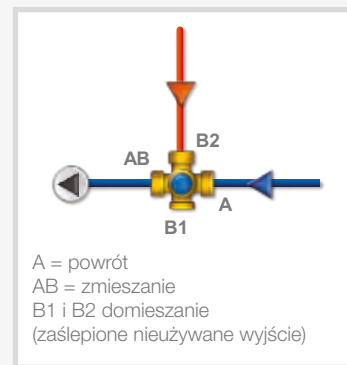 B2
AB
A
B1
A = powrót
AB = zmieszanie
B1 i B2 domieszanie
(zaślepione nieużywane wyjście)